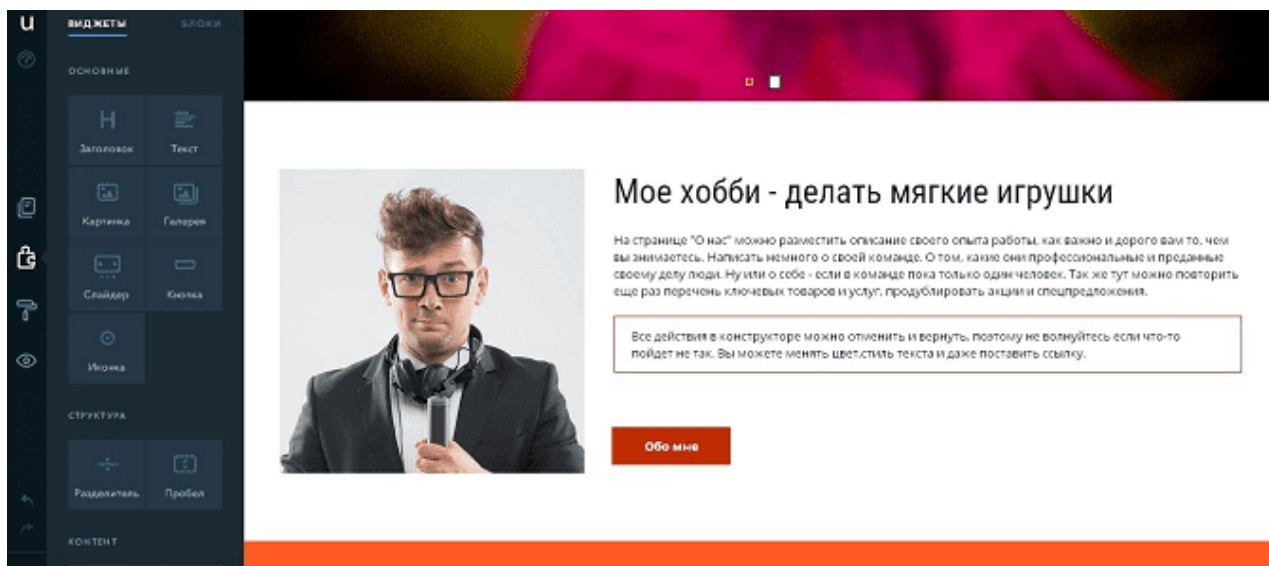 u
ВИДЖЕТЫ БЛОКИ
ОСНОВНЫЕ
H
Заголовок Текст
Картинка Галерея
Слайдер Кнопка
Иконка
СТРУКТУРА
Разделитель Пробел
КОНТЕНТ
Мое хобби - делать мягкие игрушки
На странице "О нас" можно разместить описание своего опыта работы, как важно и дорого вам то, чем
вы занимаетесь. Написать немного о своей команде. О том, какие они профессиональные и преданные
своему делу люди. Ну или о себе - если в команде пока только один человек. Так же тут можно повторить
еще раз перечень ключевых товаров и услуг, продублировать акции и спецпредложения.
Все действия в конструкторе можно отменить и вернуть, поэтому не волнуйтесь если что-то
пойдет не так. Вы можете менять цвет,стиль текста и даже поставить ссылку.
Обо мне